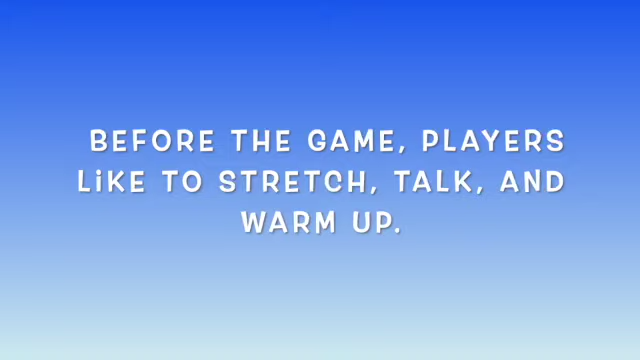 BEFORE THE GAME, PLAYERS
LiKE TO STRETCH, TALK, AND
WARM UP.